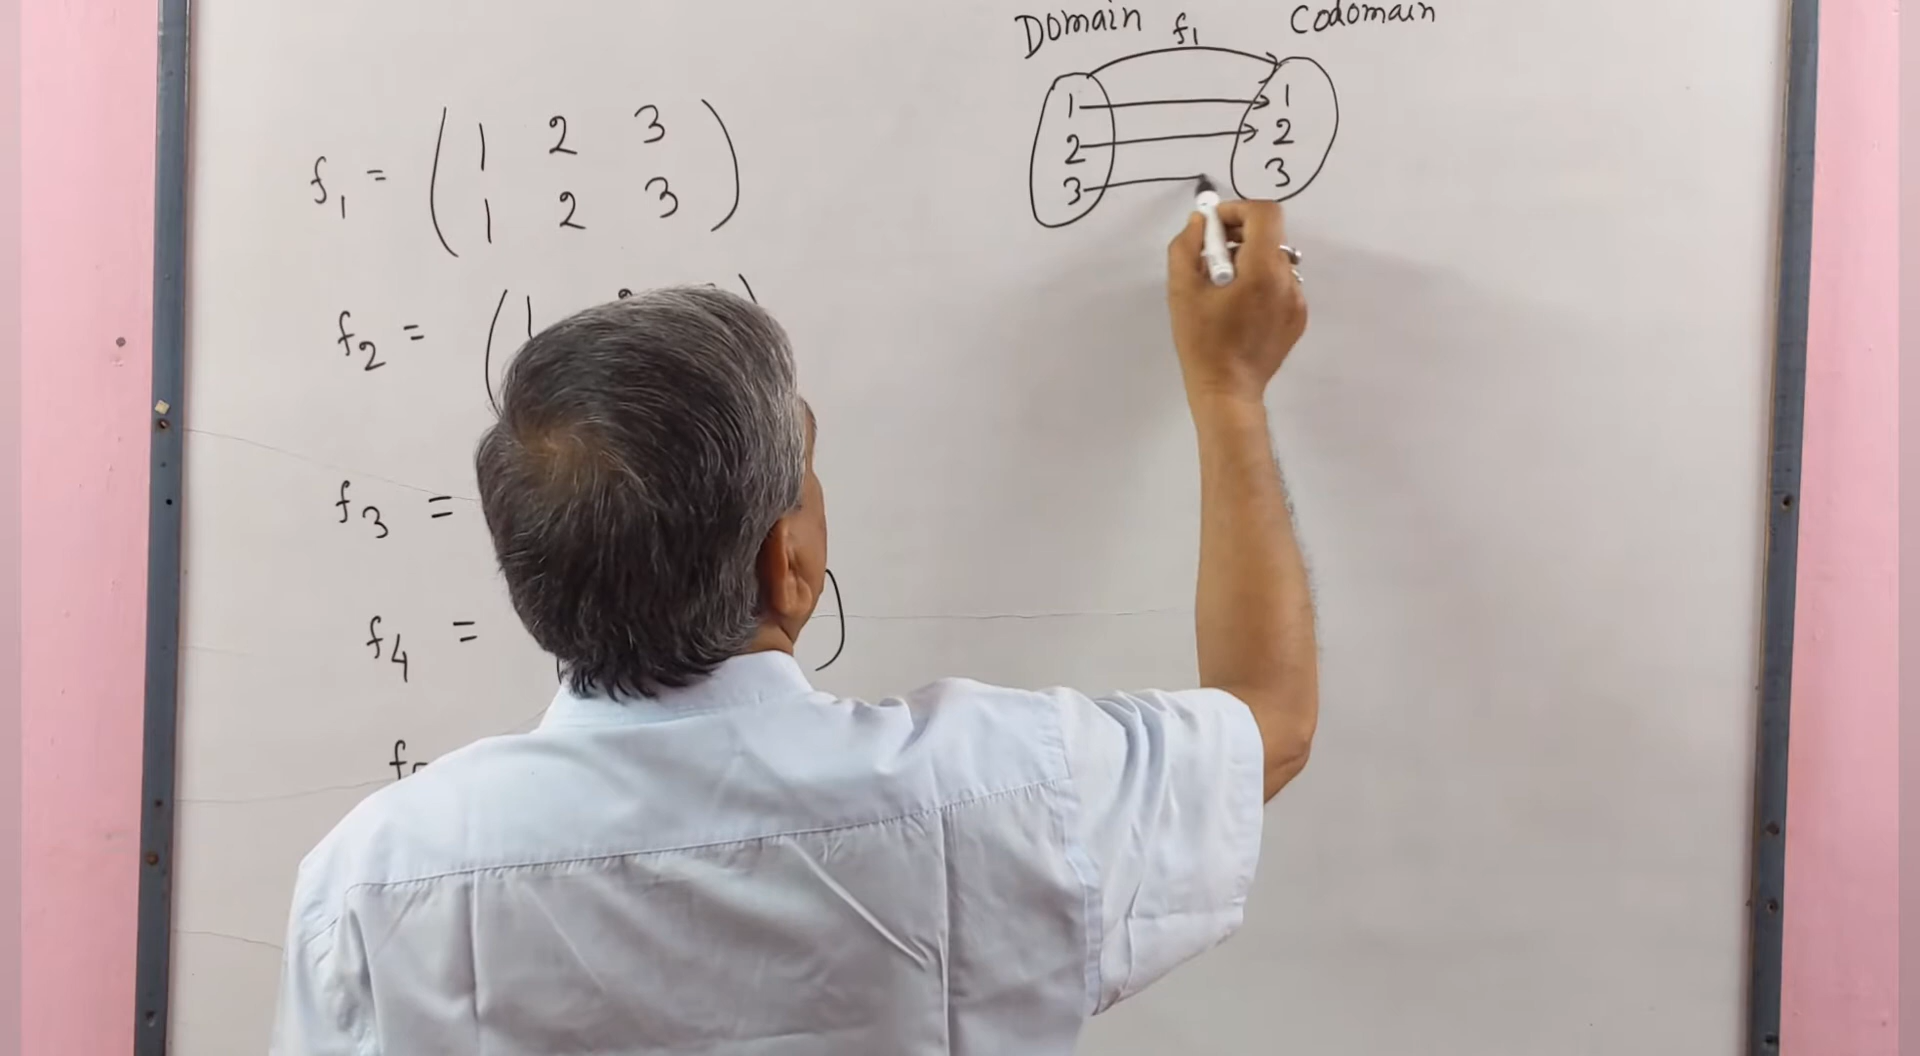 Domain f1 Codomain
1 1
2 2
3 3
f1 = ( 1 2 3
1 2 3 )
f2 = ( 1
f3 =
f4 = )
f